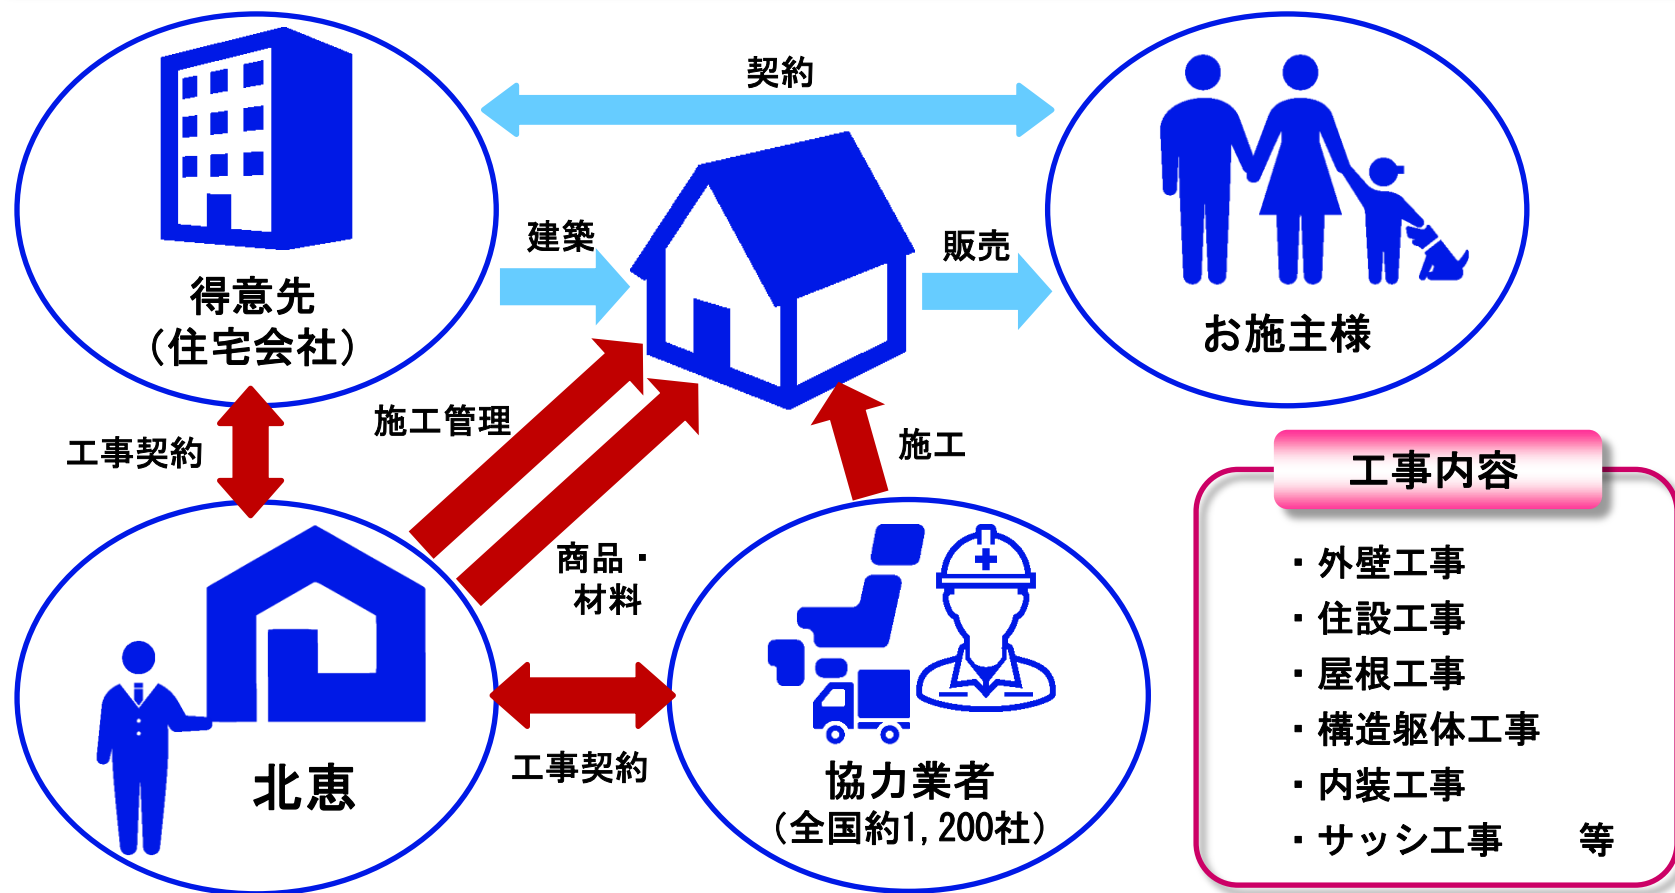 契約
建築
販売
得意先
（住宅会社）
お施主様
施工管理
工事契約
施工
商品・
材料
北恵
工事契約
協力業者
（全国約1,200社）
工事内容
・外壁工事
・住設工事
・屋根工事
・構造躯体工事
・内装工事
・サッシ工事　　等